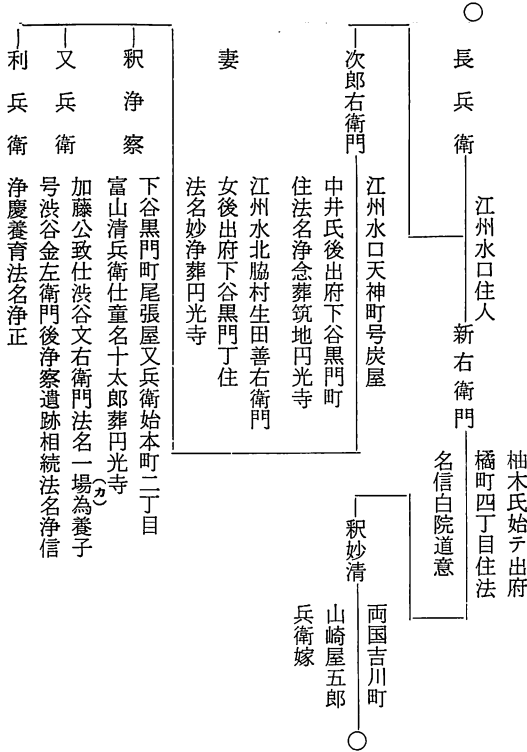 ○
長兵衛
江州水口住人
新右衛門
柚木氏始テ出府
橘町四丁目住法
名信白院道意
次郎右衛門
江州水口天神町号炭屋
中井氏後出府下谷黒門町
住法名浄念葬筑地円光寺
妻
江州水北脇村生田善右衛門
女後出府下谷黒門丁住
法名妙浄葬円光寺
釈妙清
両国吉川町
山崎屋五郎
兵衛嫁
○
釈浄察
下谷黒門町尾張屋又兵衛始本町二丁目
富山清兵衛仕童名十太郎葬円光寺
又兵衛
加藤公致仕渋谷文右衛門法名一場(カ)為養子
号渋谷金左衛門後浄察遺跡相続法名浄信
利兵衛
浄慶養育法名浄正